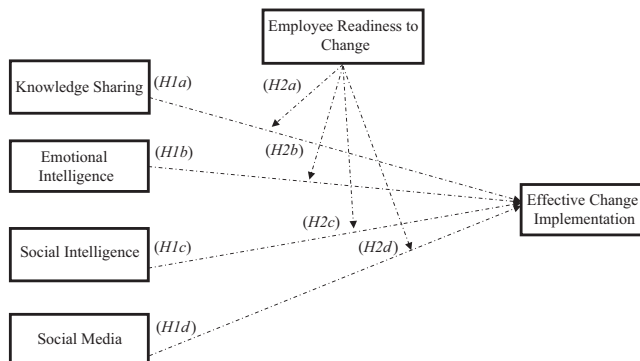 Employee Readiness to
Change
Knowledge Sharing
(H1a)
(H2a)
Emotional
Intelligence
(H1b)
(H2b)
Effective Change
Implementation
Social Intelligence
(H1c)
(H2c)
(H2d)
Social Media
(H1d)